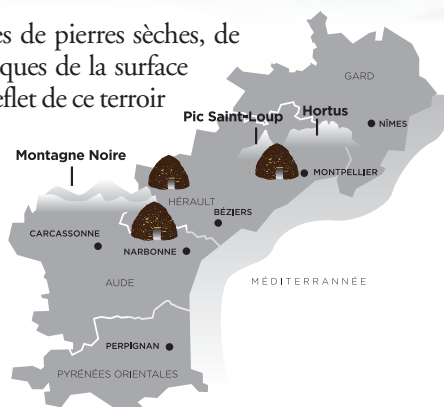 es de pierres sèches, de
ques de la surface
eflet de ce terroir
GARD
Pic Saint-Loup
Hortus
NÎMES
Montagne Noire
MONTPELLIER
HÉRAULT
BÉZIERS
CARCASSONNE
NARBONNE
MÉDITERRANNÉE
AUDE
PERPIGNAN
PYRÉNÉES ORIENTALES